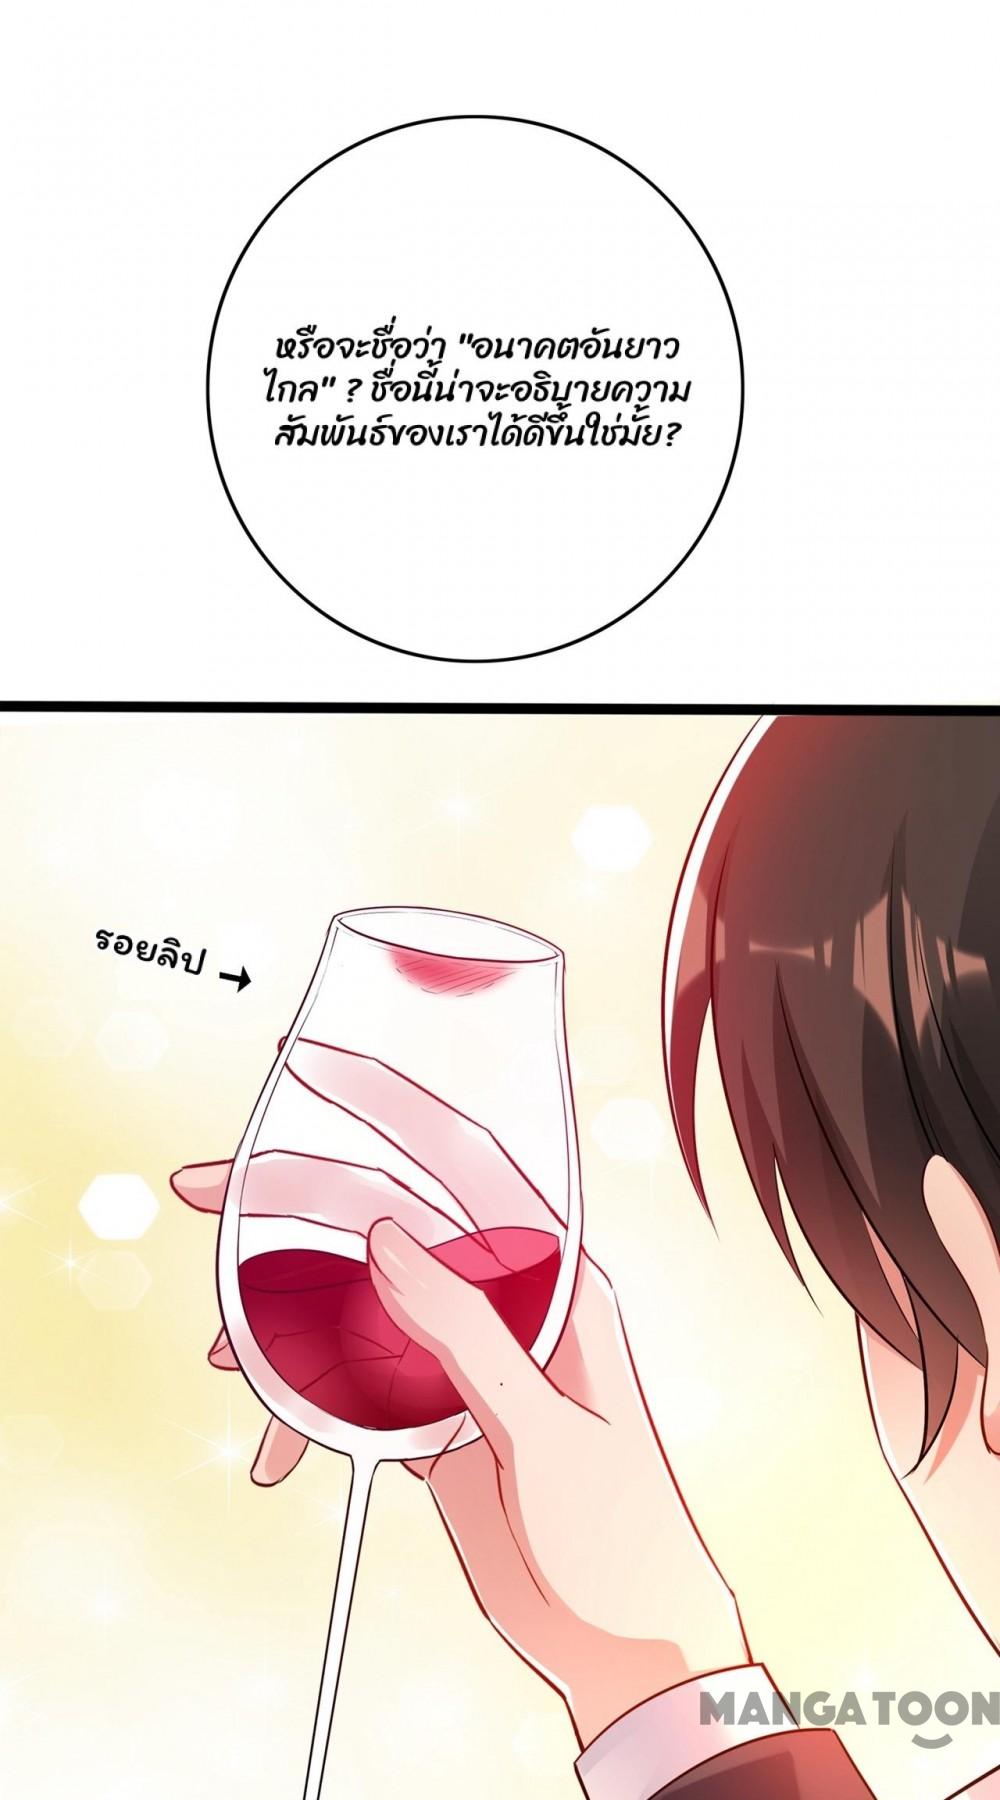 หรือจะชื่อว่า "อนาคตอันยาว
ไกล" ? ชื่อนี้น่าจะอธิบายความ
สัมพันธ์ของเราได้ดีขึ้นใช่มั้ย?
รอยลิป →
MANGATOON